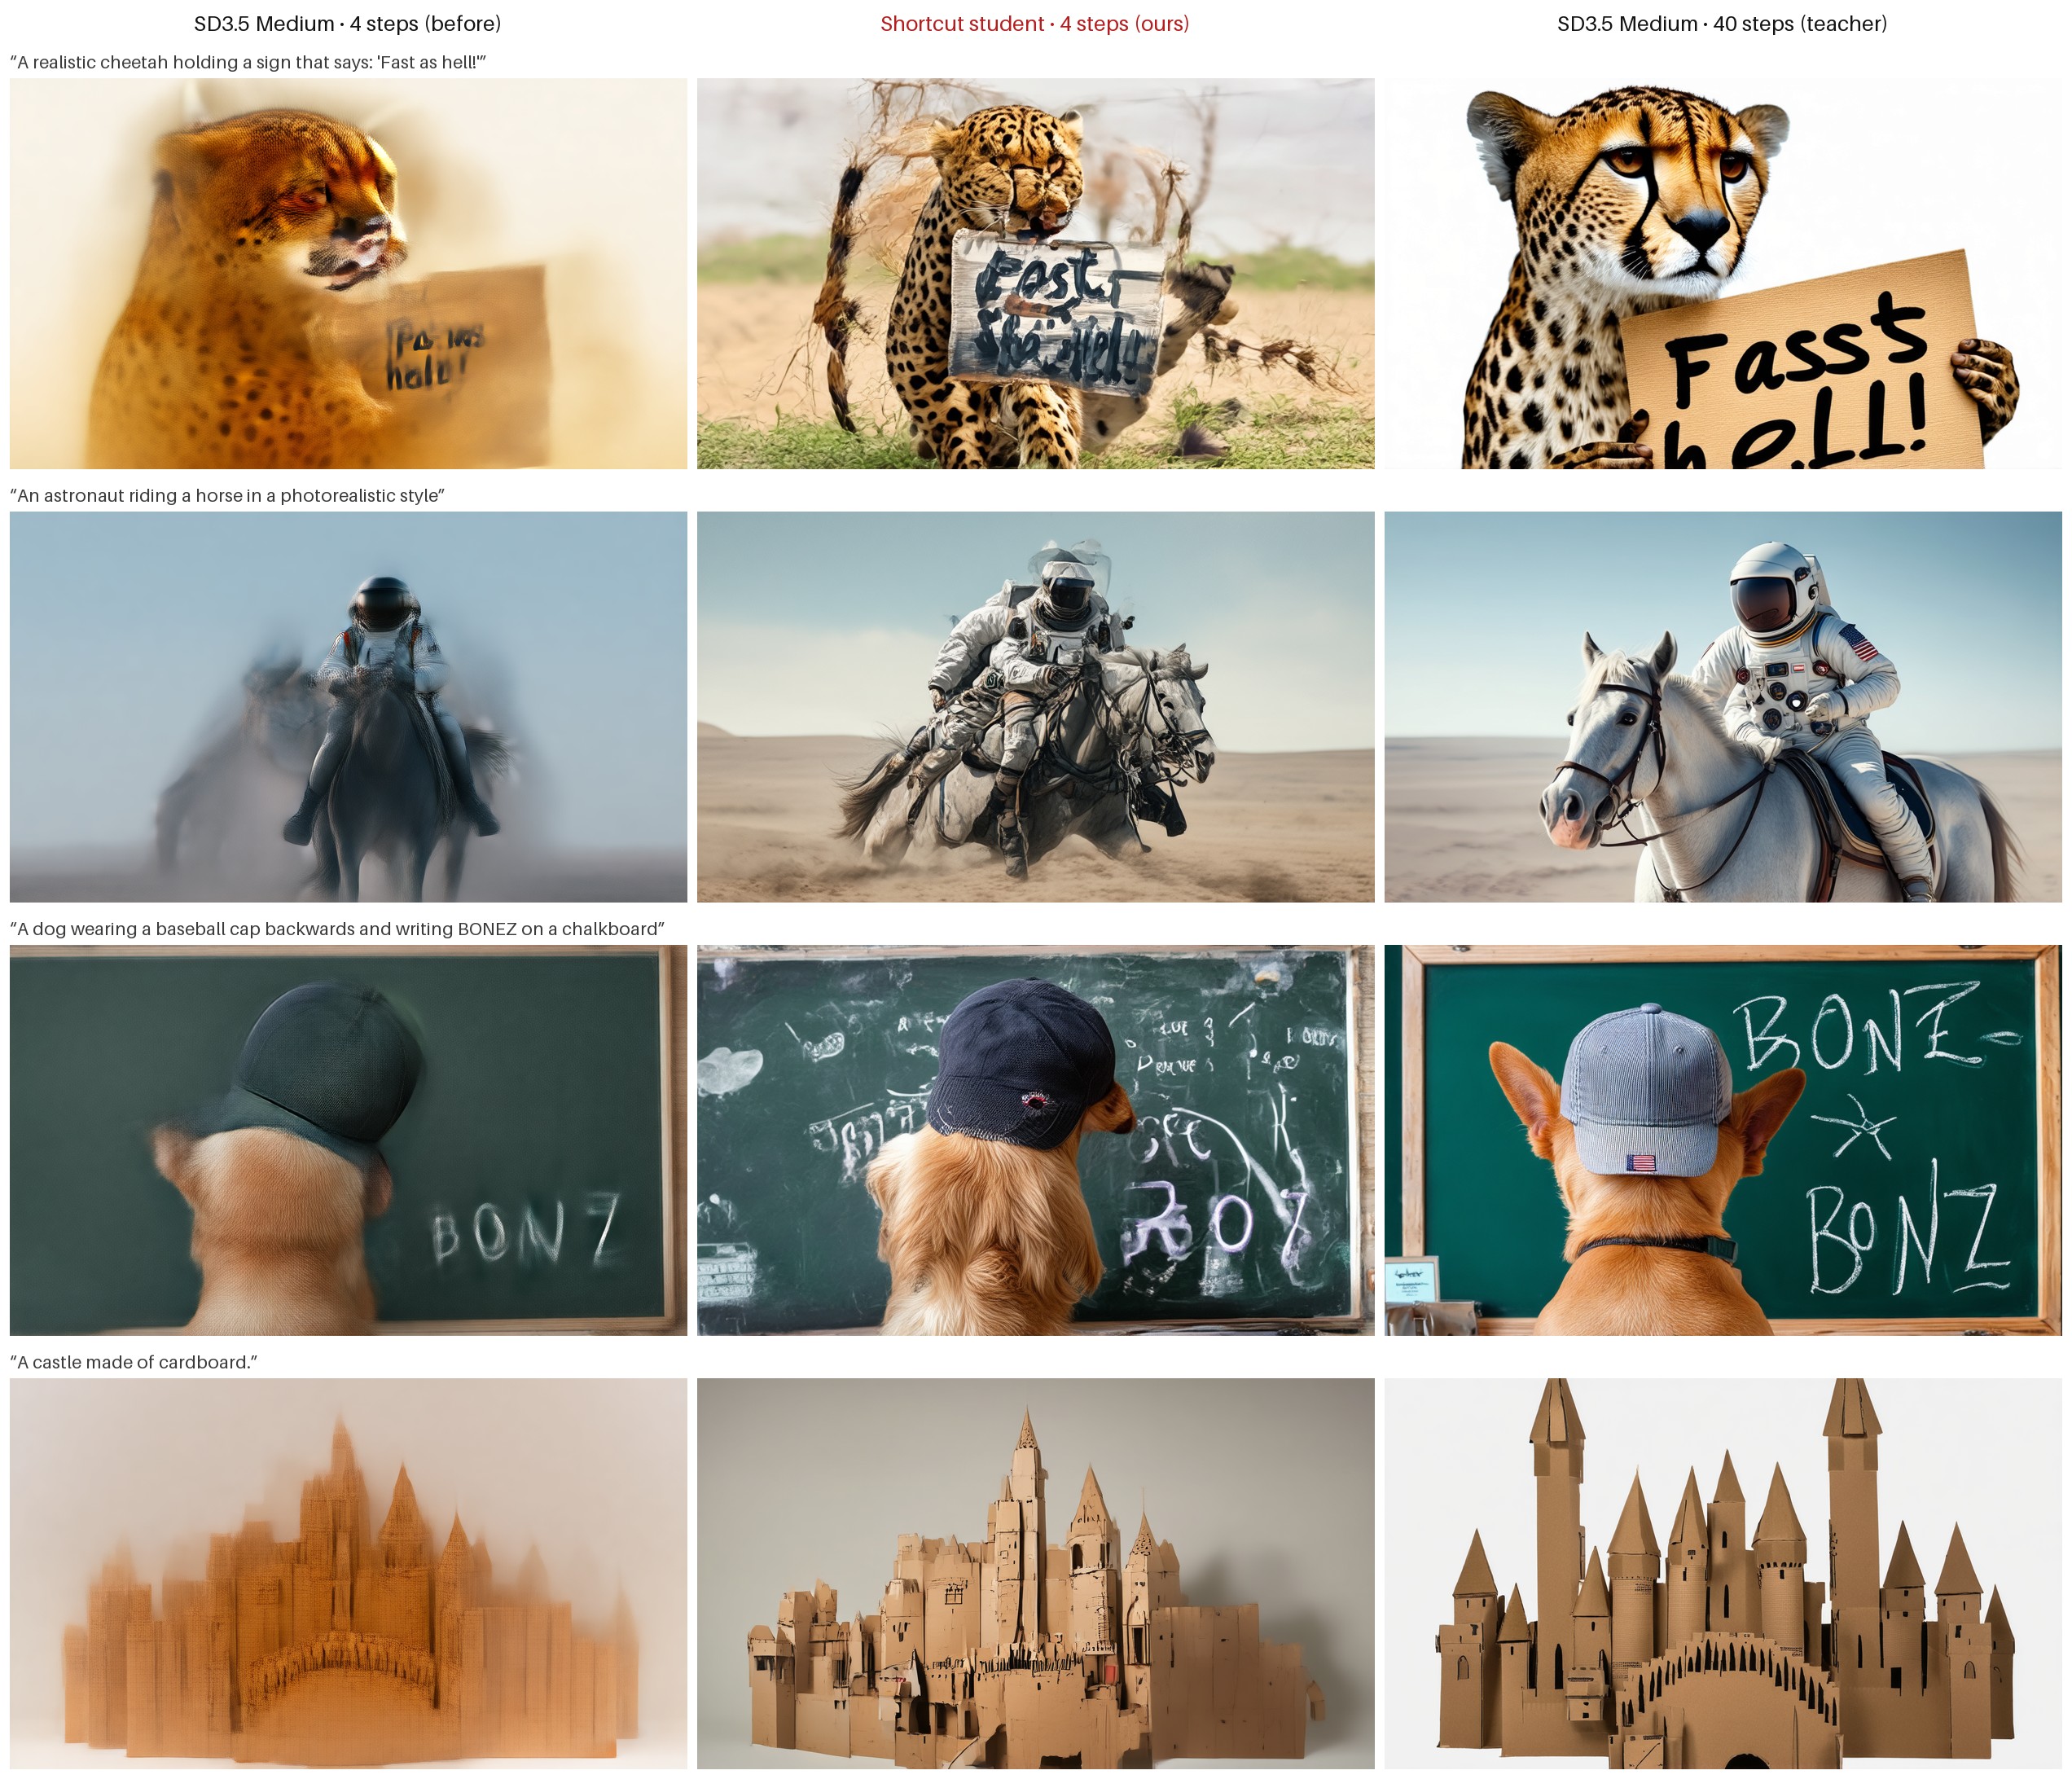 SD3.5 Medium • 4 steps (before)
Shortcut student • 4 steps (ours)
SD3.5 Medium • 40 steps (teacher)
“A realistic cheetah holding a sign that says: 'Fast as hell!'”
hell!
Fasst
hell!
“An astronaut riding a horse in a photorealistic style”
“A dog wearing a baseball cap backwards and writing BONEZ on a chalkboard”
BONZ
BONZ-
BONZ
“A castle made of cardboard.”